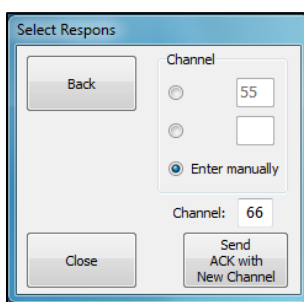 Select Respons
Channel
Back
55
Enter manually
Channel: 66
Close
Send
ACK with
New Channel